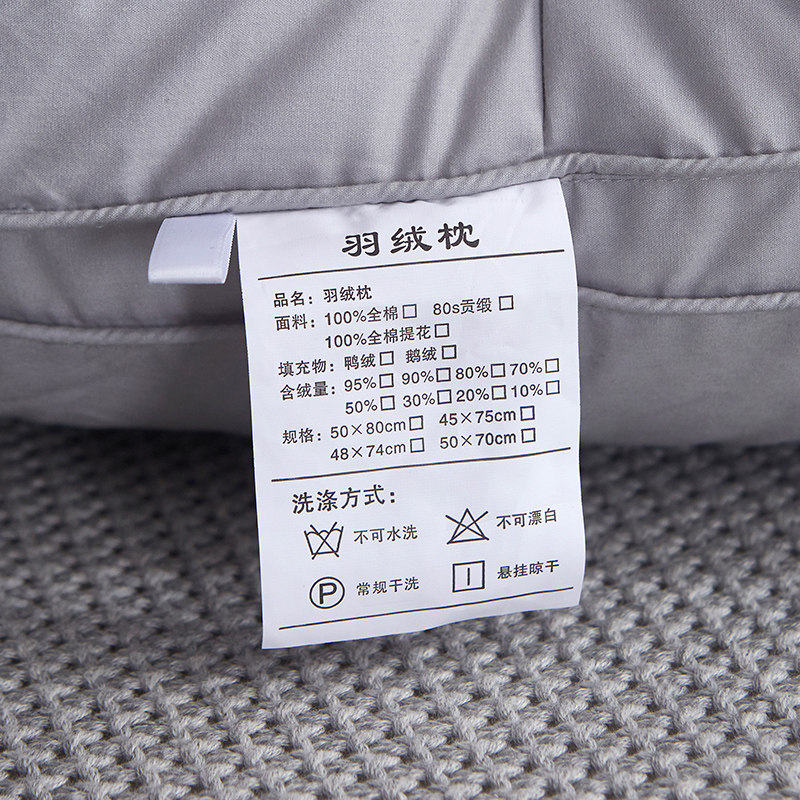 羽绒枕
品名：羽绒枕
面料：100%全棉□ 80s贡缎□
100%全棉提花□
填充物：鸭绒□ 鹅绒□
含绒量：95%□ 90%□ 80%□ 70%□
50%□ 30%□ 20%□ 10%□
规格：50×80cm□ 45×75cm□
48×74cm□ 50×70cm□
洗涤方式：
不可水洗 不可漂白
P 常规干洗 悬挂晾干